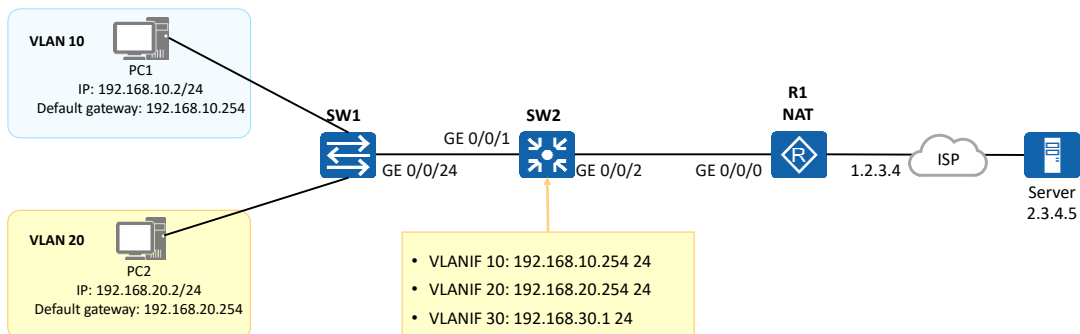 VLAN 10
PC1
IP: 192.168.10.2/24
Default gateway: 192.168.10.254
VLAN 20
PC2
IP: 192.168.20.2/24
Default gateway: 192.168.20.254
SW1
GE 0/0/24
GE 0/0/1
SW2
GE 0/0/2
• VLANIF 10: 192.168.10.254 24
• VLANIF 20: 192.168.20.254 24
• VLANIF 30: 192.168.30.1 24
R1
NAT
R
GE 0/0/0
1.2.3.4
ISP
Server
2.3.4.5